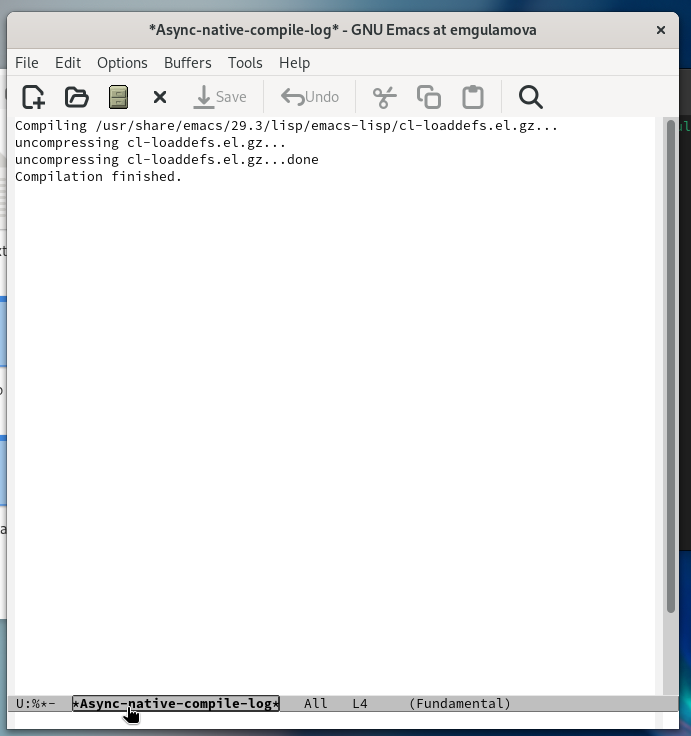 *Async-native-compile-log* - GNU Emacs at emgulamova
File Edit Options Buffers Tools Help
Save Undo
Compiling /usr/share/emacs/29.3/lisp/emacs-lisp/cl-loaddefs.el.gz...
uncompressing cl-loaddefs.el.gz...
uncompressing cl-loaddefs.el.gz...done
Compilation finished.
U:%*- *Async-native-compile-log* All L4 (Fundamental)